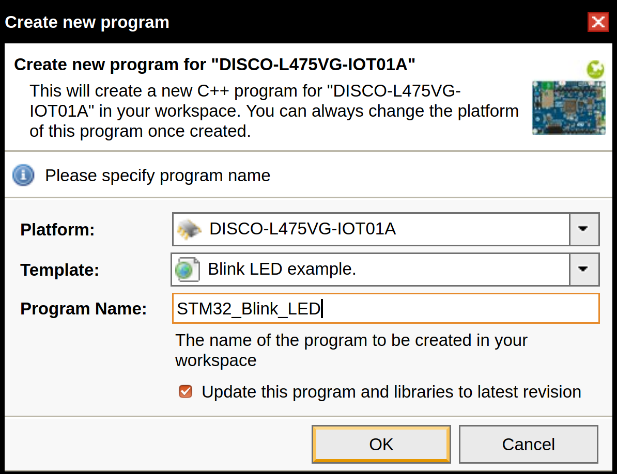 Create new program
Create new program for "DISCO-L475VG-IOT01A"
This will create a new C++ program for "DISCO-L475VG-
IOT01A" in your workspace. You can always change the platform
of this program once created.
Please specify program name
Platform: DISCO-L475VG-IOT01A
Template: Blink LED example.
Program Name: STM32_Blink_LED
The name of the program to be created in your
workspace
Update this program and libraries to latest revision
OK Cancel